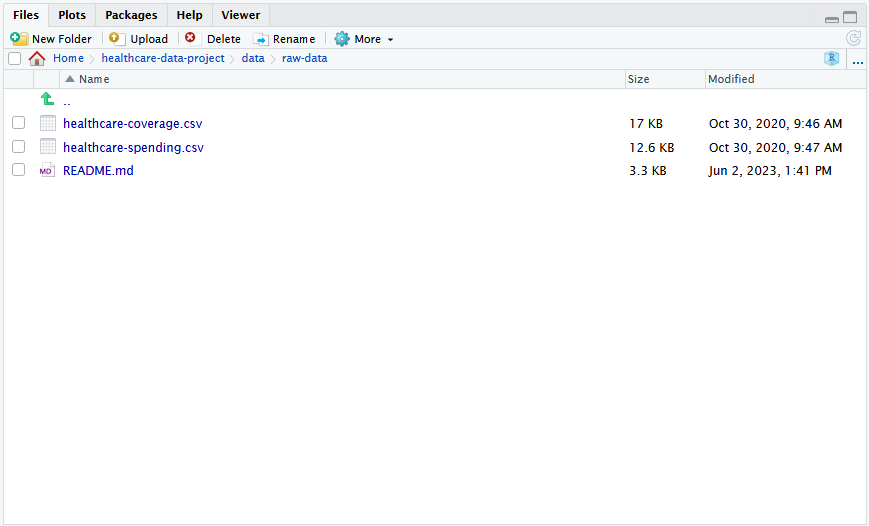 Files Plots Packages Help Viewer
New Folder Upload Delete Rename More
Home healthcare-data-project data raw-data R ...
Name Size Modified
..
healthcare-coverage.csv 17 KB Oct 30, 2020, 9:46 AM
healthcare-spending.csv 12.6 KB Oct 30, 2020, 9:47 AM
MD README.md 3.3 KB Jun 2, 2023, 1:41 PM